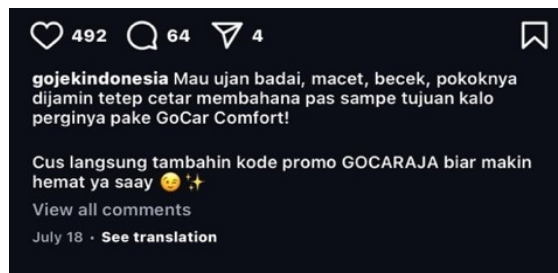 492 64 4
gojekindonesia Mau ujan badai, macet, becek, pokoknya
dijamin tetep cetar membahana pas sampe tujuan kalo
perginya pake GoCar Comfort!
Cus langsung tambahin kode promo GOCARAJA biar makin
hemat ya saay 😉✨
View all comments
July 18 · See translation